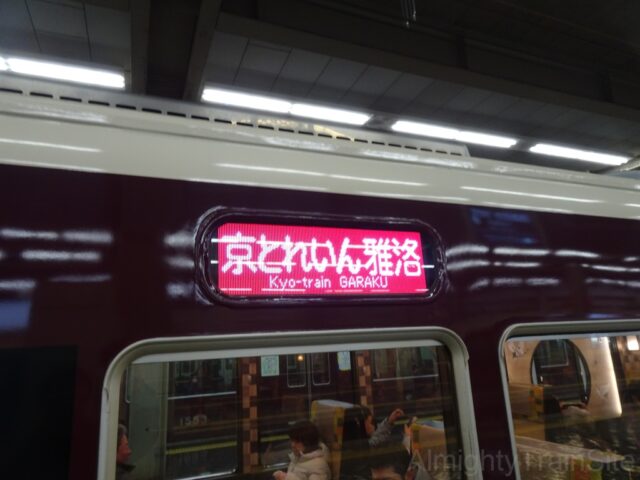 京とれいん 雅洛
Kyo-train GARAKU
AlmightyTrainSite